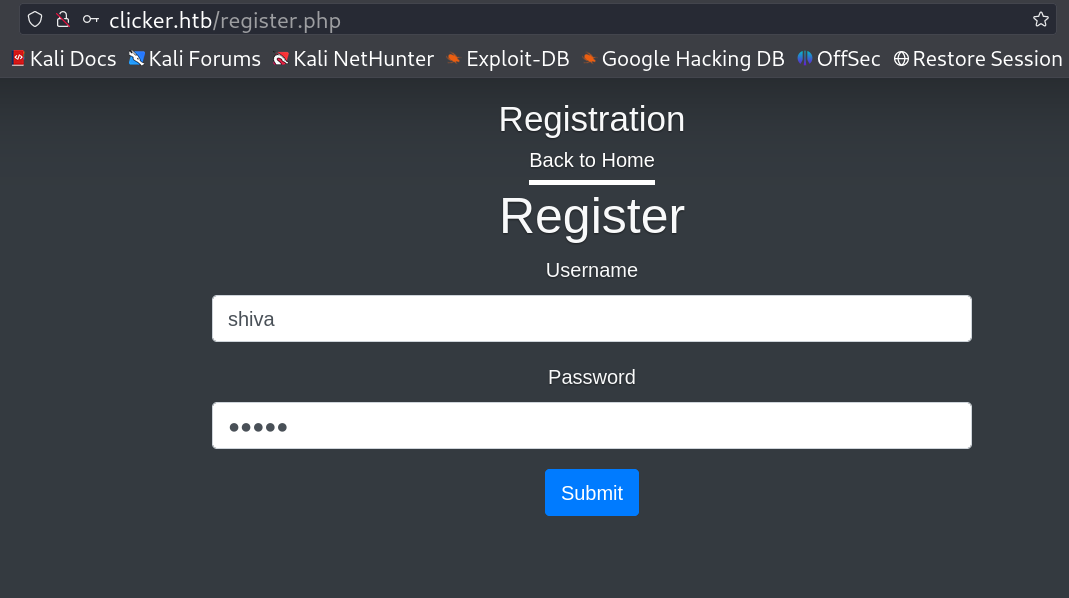 clicker.htb/register.php
Kali Docs Kali Forums Kali NetHunter Exploit-DB Google Hacking DB OffSec Restore Session
Registration
Back to Home
Register
Username
shiva
Password
•••••
Submit